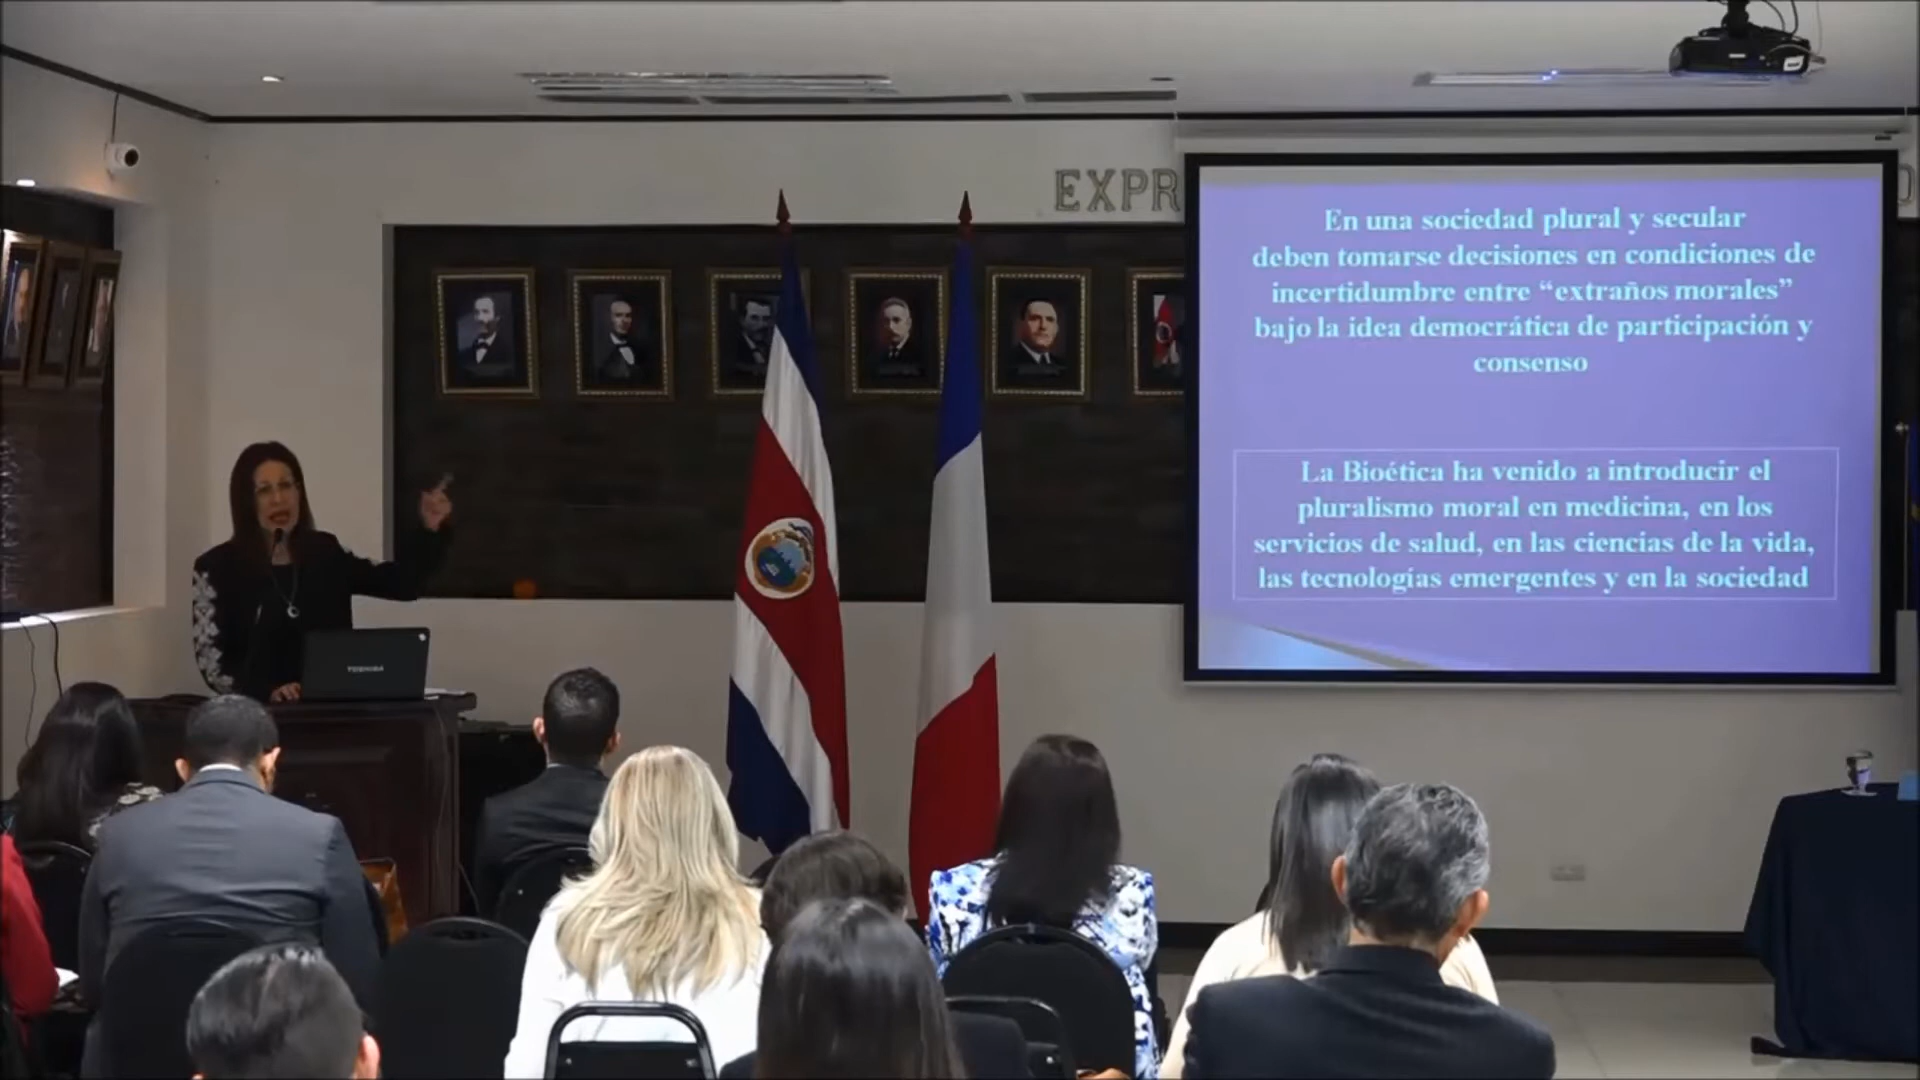 EXPR
En una sociedad plural y secular
deben tomarse decisiones en condiciones de
incertidumbre entre “extraños morales”
bajo la idea democrática de participación y
consenso
La Bioética ha venido a introducir el
pluralismo moral en medicina, en los
servicios de salud, en las ciencias de la vida,
las tecnologías emergentes y en la sociedad
TOSHIBA